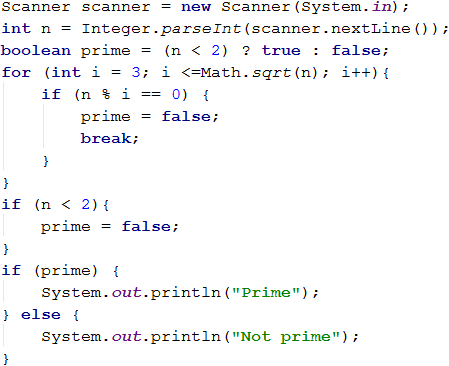 Scanner scanner = new Scanner(System.in);
int n = Integer.parseInt(scanner.nextLine());
boolean prime = (n < 2) ? true : false;
for (int i = 3; i <=Math.sqrt(n); i++){
    if (n % i == 0) {
        prime = false;
        break;
    }
}
if (n < 2){
    prime = false;
}
if (prime) {
    System.out.println("Prime");
} else {
    System.out.println("Not prime");
}